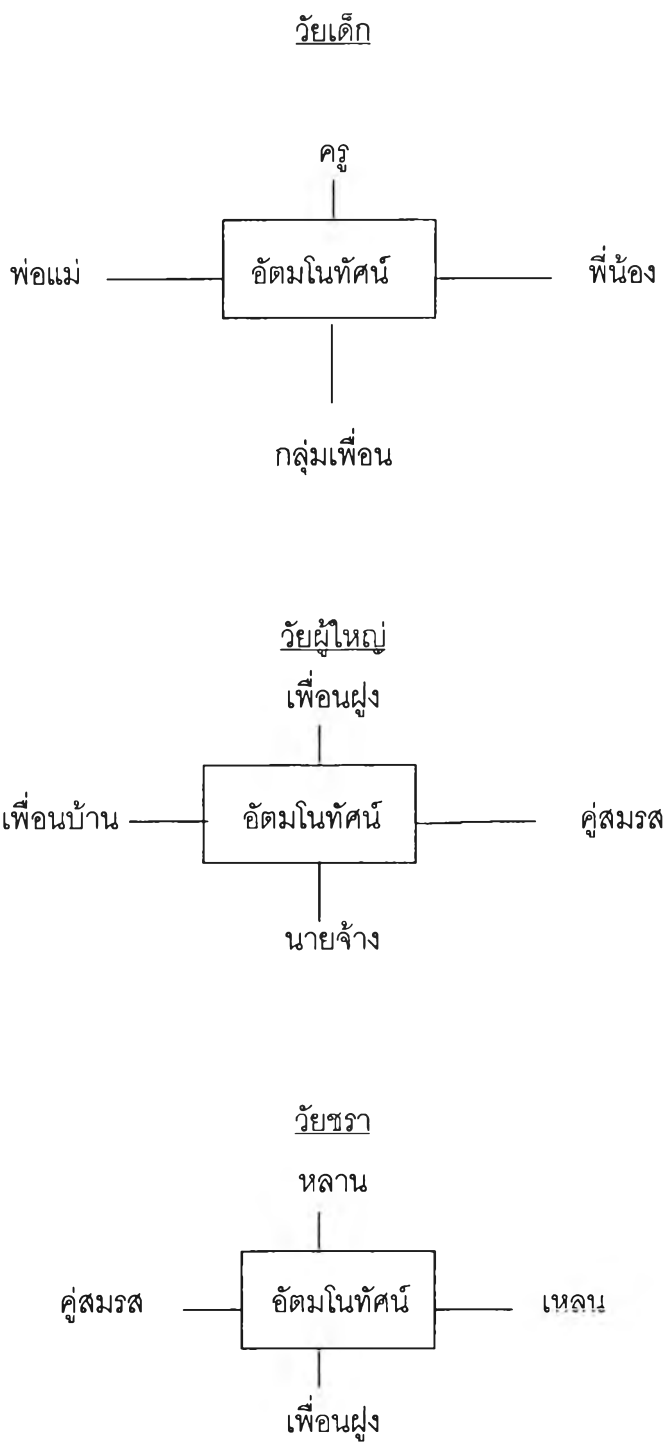 วัยเด็ก
ครู
พ่อแม่ อัตมโนทัศน์ พี่น้อง
กลุ่มเพื่อน
วัยผู้ใหญ่
เพื่อนฝูง
เพื่อนบ้าน อัตมโนทัศน์ คู่สมรส
นายจ้าง
วัยชรา
หลาน
คู่สมรส อัตมโนทัศน์ เหลน
เพื่อนฝูง